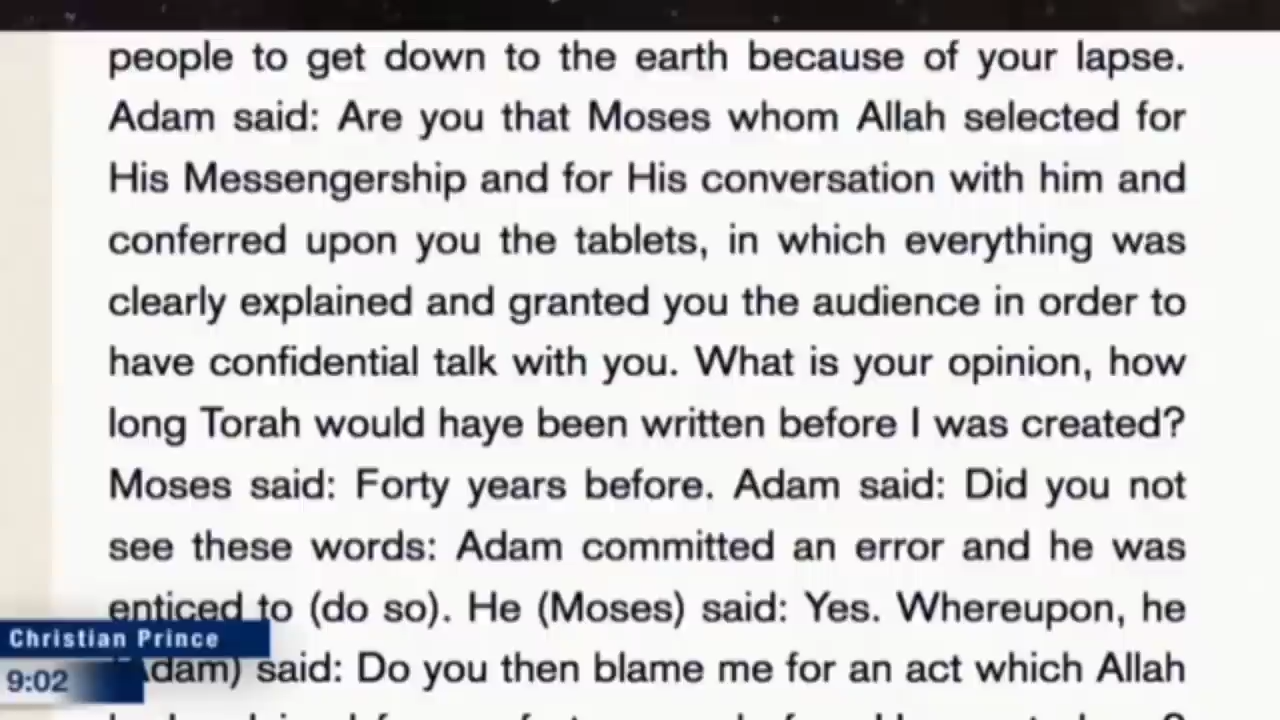 people to get down to the earth because of your lapse.
Adam said: Are you that Moses whom Allah selected for
His Messengership and for His conversation with him and
conferred upon you the tablets, in which everything was
clearly explained and granted you the audience in order to
have confidential talk with you. What is your opinion, how
long Torah would haye been written before I was created?
Moses said: Forty years before. Adam said: Did you not
see these words: Adam committed an error and he was
enticed to (do so). He (Moses) said: Yes. Whereupon, he
Christian Prince
(Adam) said: Do you then blame me for an act which Allah
9:02